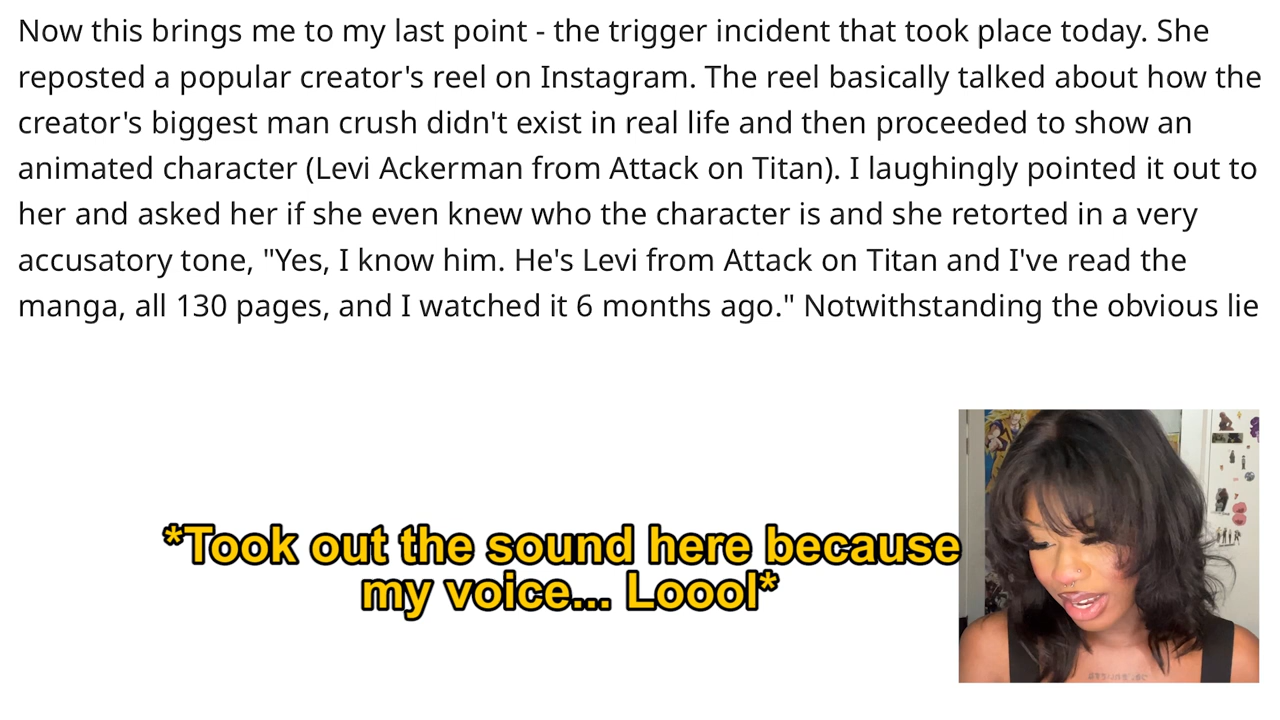 Now this brings me to my last point - the trigger incident that took place today. She
reposted a popular creator's reel on Instagram. The reel basically talked about how the
creator's biggest man crush didn't exist in real life and then proceeded to show an
animated character (Levi Ackerman from Attack on Titan). I laughingly pointed it out to
her and asked her if she even knew who the character is and she retorted in a very
accusatory tone, "Yes, I know him. He's Levi from Attack on Titan and I've read the
manga, all 130 pages, and I watched it 6 months ago." Notwithstanding the obvious lie
*Took out the sound here because
my voice... Loool*